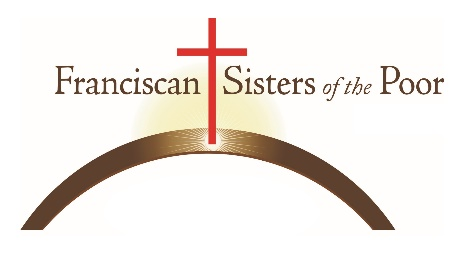 Franciscan Sisters of the Poor